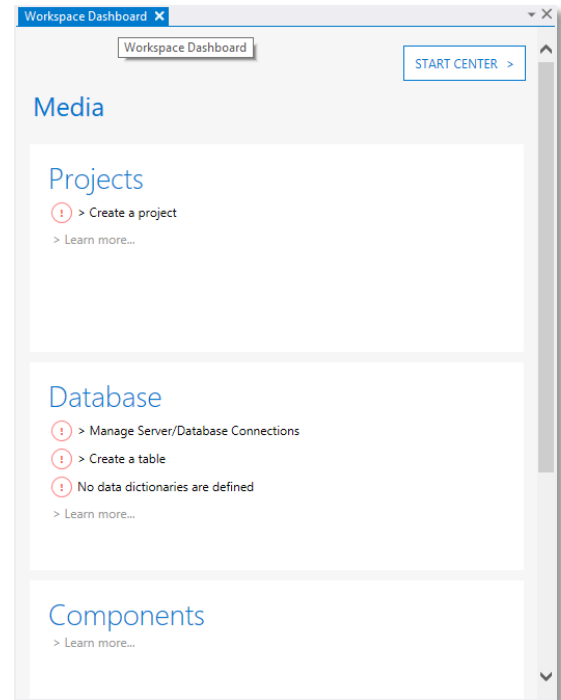 Workspace Dashboard
Workspace Dashboard
START CENTER >
Media
Projects
! > Create a project
> Learn more...
Database
! > Manage Server/Database Connections
! > Create a table
! No data dictionaries are defined
> Learn more...
Components
> Learn more...